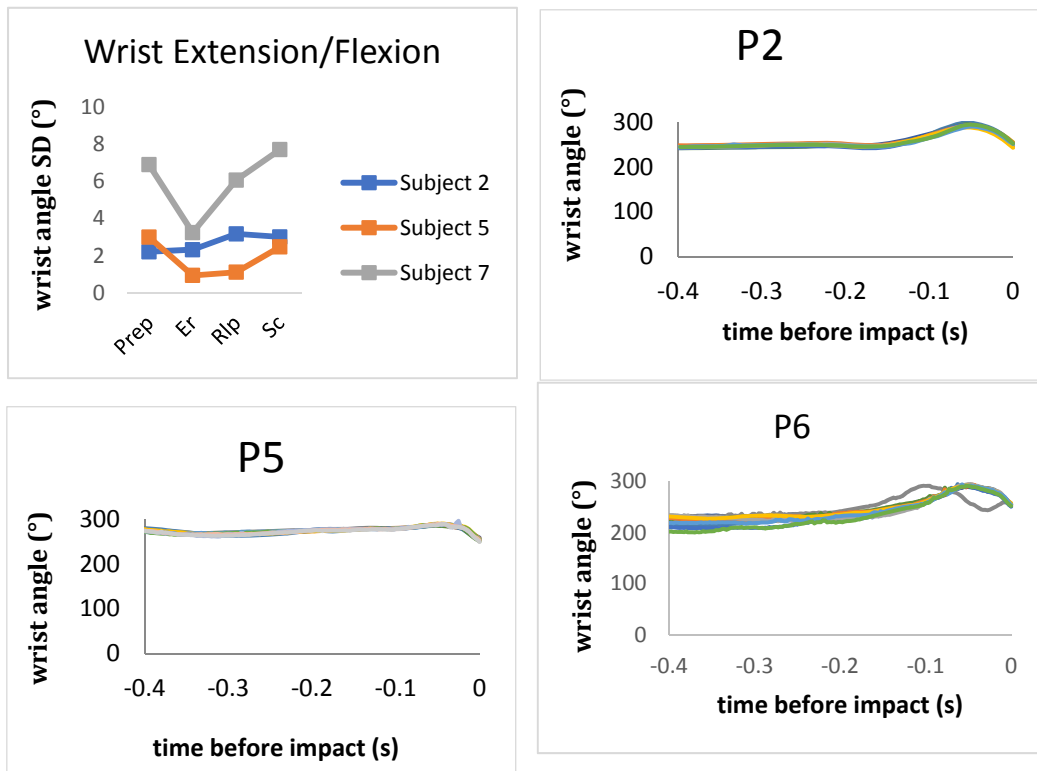 Wrist Extension/Flexion
wrist angle SD (°)
10
8
6
4
2
0
Prep
Er
Rlp
Sc
Subject 2
Subject 5
Subject 7
P2
wrist angle (°)
300
200
100
0
-0.4
-0.3
-0.2
-0.1
0
time before impact (s)
P5
wrist angle (°)
300
200
100
0
-0.4
-0.3
-0.2
-0.1
0
time before impact (s)
P6
wrist angle (°)
300
200
100
0
-0.4
-0.3
-0.2
-0.1
0
time before impact (s)